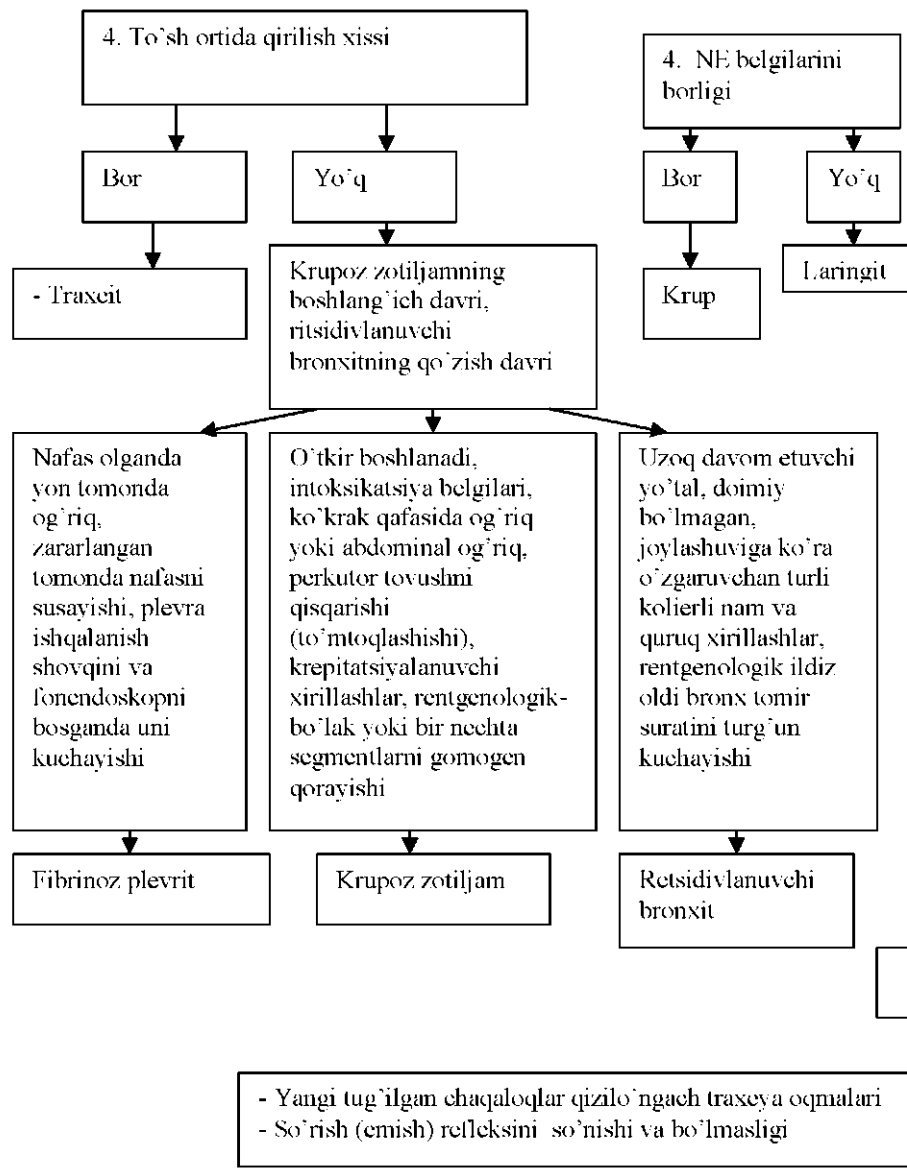 4. To’sh ortida qirilish xissi
4. NE belgilarini
borligi
Bor
Yo‘q
Bor
Yo‘q
- Traxeit
Krupoz zotiljamning
boshlang‘ich davri,
ritsidivlanuvchi
bronxitning qo‘zish davri
Krup
Laringit
Nafas olganda
yon tomonda
og‘riq,
zararlangan
tomonda nafasni
susayishi, plevra
ishqalanish
shovqini va
fonendoskopni
bosganda uni
kuchayishi
O‘tkir boshlanadi,
intoksikatsiya belgilari,
ko‘krak qafasida og‘riq
yoki abdominal og‘riq,
perkutor tovushni
qisqarishi
(to’mtoqlashishi),
krepitatsiyalanuvchi
xirillashlar, rentgenologik-
bo‘lak yoki bir nechta
segmentlarni gomogen
qorayishi
Uzoq davom etuvchi
yo’tal, doimiy
bo‘lmagan,
joylashuviga ko‘ra
o’zgaruvchan turli
kolierli nam va
quruq xirillashlar,
rentgenologik ildiz
oldi bronx tomir
suratini turg‘un
kuchayishi
Fibrinoz plevrit
Krupoz zotiljam
Retsidivlanuvchi
bronxit
- Yangi tug‘ilgan chaqaloqlar qizilo‘ngach traxeya oqmalari
- So’rish (emish) refleksini so’nishi va bo’lmasligi